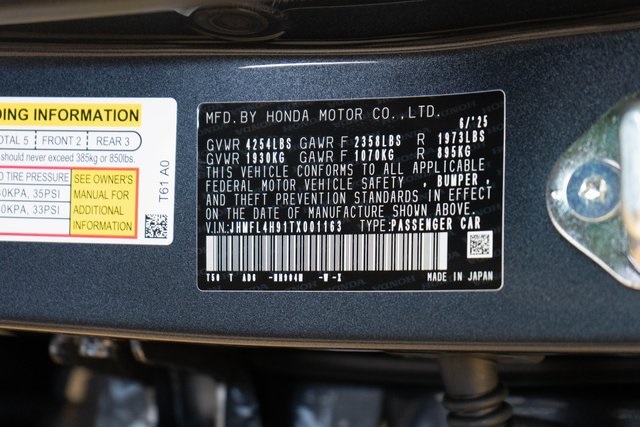 DING INFORMATION
OTAL 5 | FRONT 2 | REAR 3
should never exceed 385kg or 850lbs.
D TIRE PRESSURE
0KPA, 35PSI
0KPA, 33PSI
SEE OWNER'S
MANUAL FOR
ADDITIONAL
INFORMATION
T61 A0
MFD.BY HONDA MOTOR CO.,LTD.
6/'25
GVWR 4254LBS GAWR F 2358LBS R 1973LBS
GVWR 1930KG GAWR F 1070KG R 895KG
THIS VEHICLE CONFORMS TO ALL APPLICABLE
FEDERAL MOTOR VEHICLE SAFETY , BUMPER ,
AND THEFT PREVENTION STANDARDS IN EFFECT
ON THE DATE OF MANUFACTURE SHOWN ABOVE.
V.I.N:JHMFL4H91TX001163 TYPE:PASSENGER CAR
MADE IN JAPAN